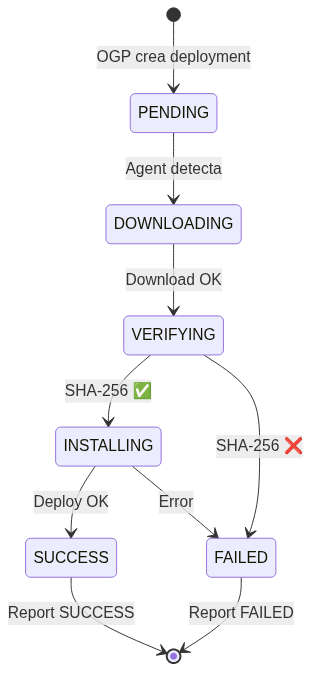 OGP crea deployment
PENDING
Agent detecta
DOWNLOADING
Download OK
VERIFYING
SHA-256 ✅
SHA-256 ❌
INSTALLING
Deploy OK
Error
SUCCESS
FAILED
Report SUCCESS
Report FAILED